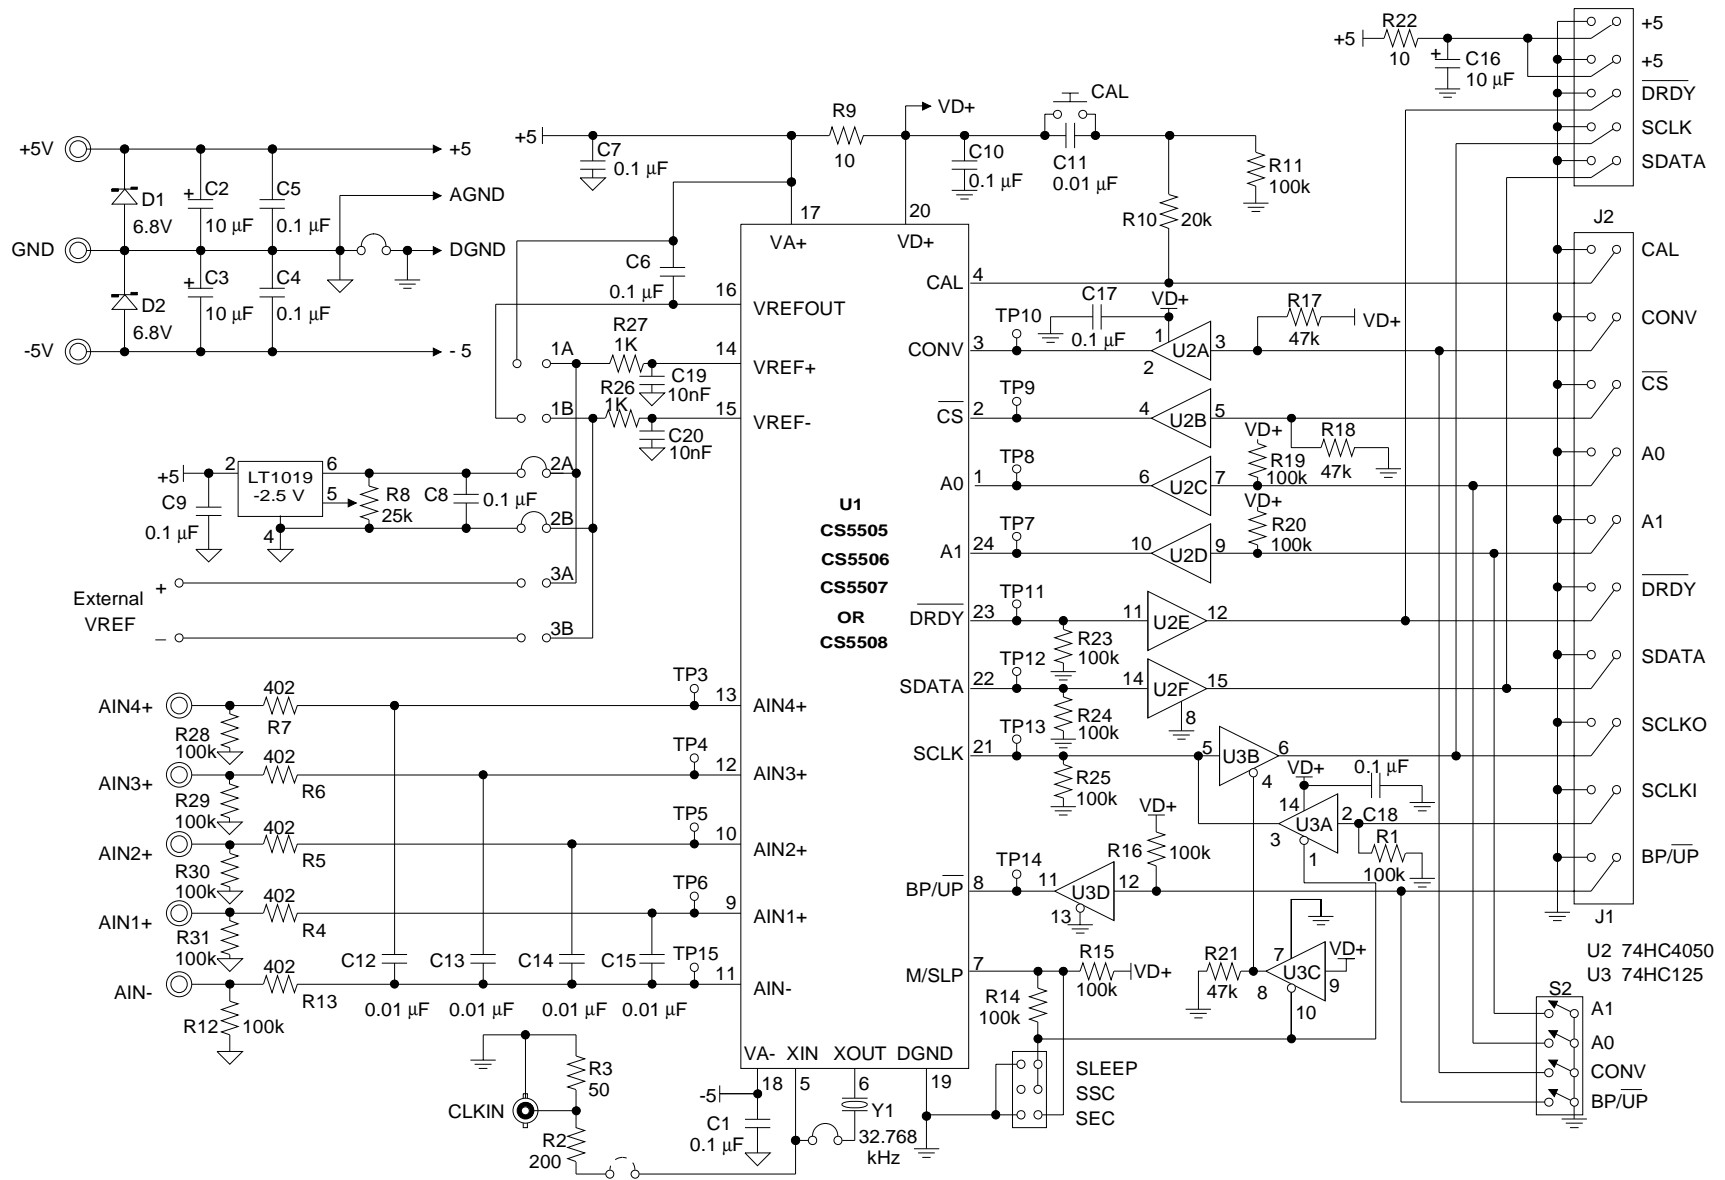 +5V
D1
6.8V
+
C2
10 µF
C5
0.1 µF
+5
AGND
GND
DGND
D2
6.8V
+
C3
10 µF
C4
0.1 µF
-5V
- 5
+5
C7
0.1 µF
R9
10
VD+
C10
0.1 µF
CAL
C11
0.01 µF
R11
100k
R10
20k
+5
R22
10
+
C16
10 µF
+5
+5
DRDY
SCLK
SDATA
J2
17
VA+
20
VD+
C6
0.1 µF
16
VREFOUT
R27
1K
14
VREF+
C19
10nF
R26
1K
15
VREF-
C20
10nF
1A
1B
2A
2B
3A
3B
+5
2
LT1019
-2.5 V
6
5
4
C9
0.1 µF
R8
25k
C8
0.1 µF
External
VREF
+
–
U1
CS5505
CS5506
CS5507
OR
CS5508
CAL
4
CONV
3
TP10
C17
0.1 µF
VD+
1
U2A
2
3
R17
47k
VD+
CS
2
TP9
4
U2B
5
R18
47k
A0
1
TP8
6
U2C
7
VD+
R19
100k
A1
24
TP7
10
U2D
9
VD+
R20
100k
DRDY
23
TP11
R23
100k
11
U2E
12
SDATA
22
TP12
R24
100k
14
U2F
15
8
SCLK
21
TP13
R25
100k
5
U3B
6
4
VD+
0.1 µF
C18
14
U3A
2
3
1
R1
100k
VD+
R16
100k
BP/UP
8
TP14
11
U3D
12
13
M/SLP
7
R15
100k
VD+
R14
100k
R21
47k
7
U3C
8
9
10
VD+
CAL
CONV
CS
A0
A1
DRDY
SDATA
SCLKO
SCLKI
BP/UP
J1
U2 74HC4050
U3 74HC125
S2
A1
A0
CONV
BP/UP
AIN4+
R28
100k
402
R7
TP3
13
AIN4+
AIN3+
R29
100k
402
R6
TP4
12
AIN3+
AIN2+
R30
100k
402
R5
TP5
10
AIN2+
AIN1+
R31
100k
402
R4
TP6
9
AIN1+
AIN-
R12
100k
402
R13
TP15
11
AIN-
C12
0.01 µF
C13
0.01 µF
C14
0.01 µF
C15
0.01 µF
VA-
XIN
XOUT
DGND
18
5
6
19
-5
C1
0.1 µF
CLKIN
R3
50
R2
200
Y1
32.768
kHz
SLEEP
SSC
SEC